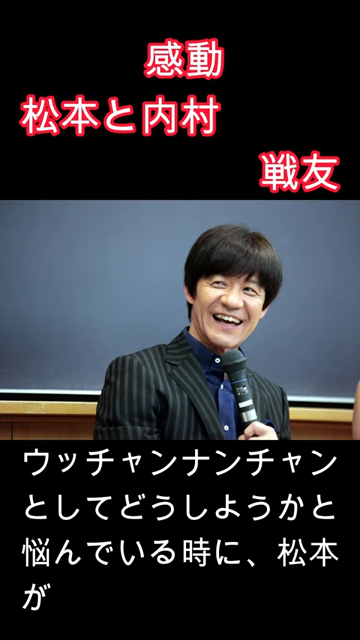 感動
松本と内村
戦友
ウッチャンナンチャン
としてどうしようかと
悩んでいる時に、松本
が